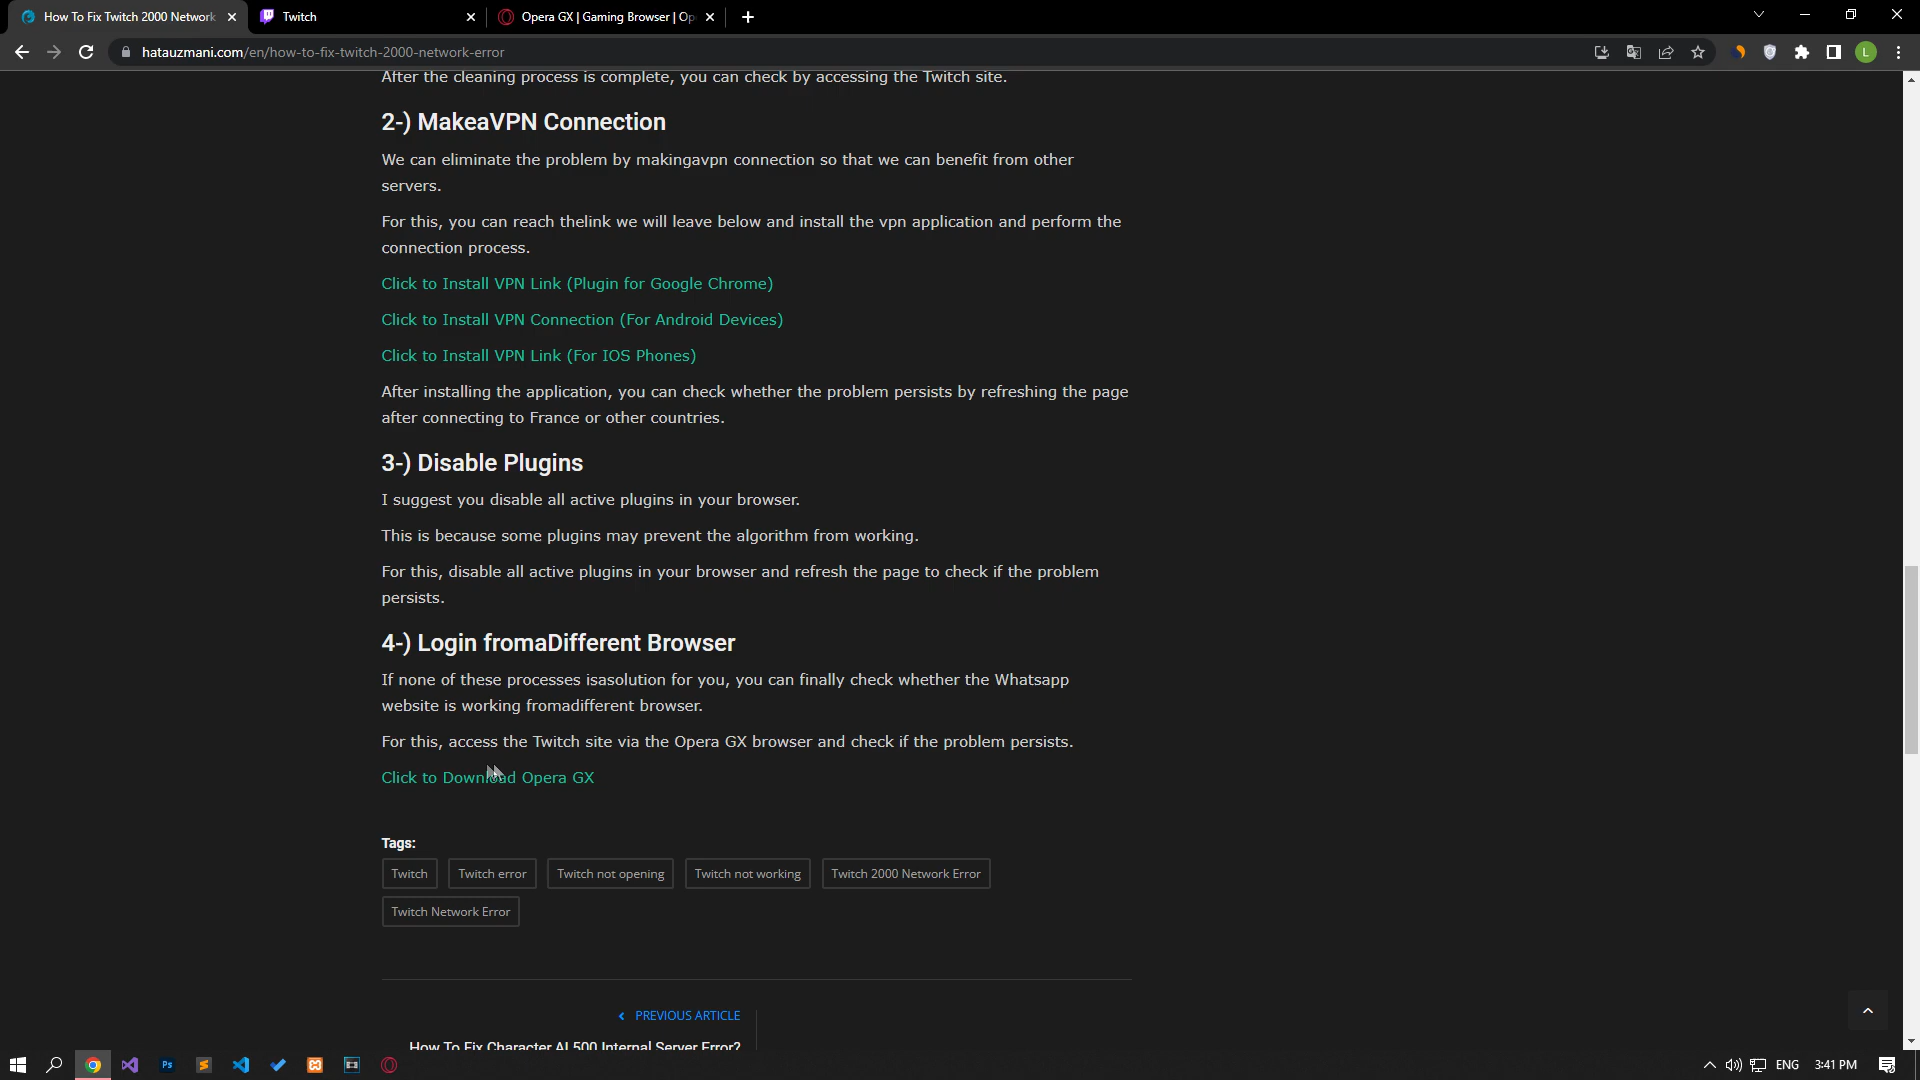 How To Fix Twitch 2000 Network
Twitch
Opera GX | Gaming Browser | Op
hatauzmani.com/en/how-to-fix-twitch-2000-network-error
L
After the cleaning process is complete, you can check by accessing the Twitch site.
2-) MakeaVPN Connection
We can eliminate the problem by makingavpn connection so that we can benefit from other
servers.
For this, you can reach thelink we will leave below and install the vpn application and perform the
connection process.
Click to Install VPN Link (Plugin for Google Chrome)
Click to Install VPN Connection (For Android Devices)
Click to Install VPN Link (For IOS Phones)
After installing the application, you can check whether the problem persists by refreshing the page
after connecting to France or other countries.
3-) Disable Plugins
I suggest you disable all active plugins in your browser.
This is because some plugins may prevent the algorithm from working.
For this, disable all active plugins in your browser and refresh the page to check if the problem
persists.
4-) Login fromaDifferent Browser
If none of these processes isasolution for you, you can finally check whether the Whatsapp
website is working fromadifferent browser.
For this, access the Twitch site via the Opera GX browser and check if the problem persists.
Click to Download Opera GX
Tags:
Twitch
Twitch error
Twitch not opening
Twitch not working
Twitch 2000 Network Error
Twitch Network Error
PREVIOUS ARTICLE
How To Fix Character AI 500 Internal Server Error?
Ps
ENG
3:41 PM